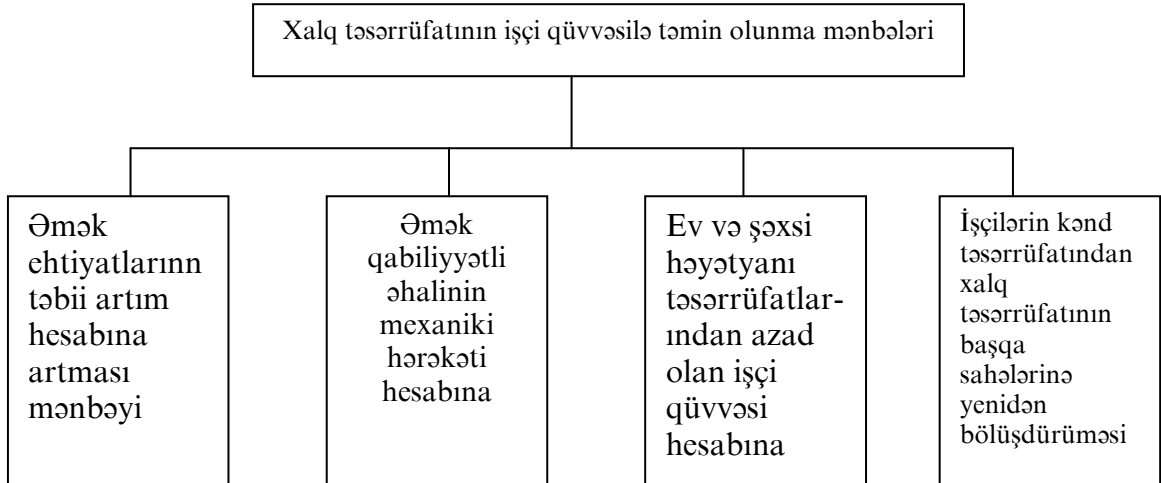 Xalq təsərrüfatının işçi qüvvəsilə təmin olunma mənbələri
Əmək
ehtiyatlarınn
təbii artım
hesabına
artması
mənbəyi
Əmək
qabiliyyətli
əhalinin
mexaniki
hərəkəti
hesabına
Ev və şəxsi
həyətyanı
təsərrüfatlar-
ından azad
olan işçi
qüvvəsi
hesabına
İşçilərin kənd
təsərrüfatından
xalq
təsərrüfatının
başqa
sahələrinə
yenidən
bölüşdürüməsi